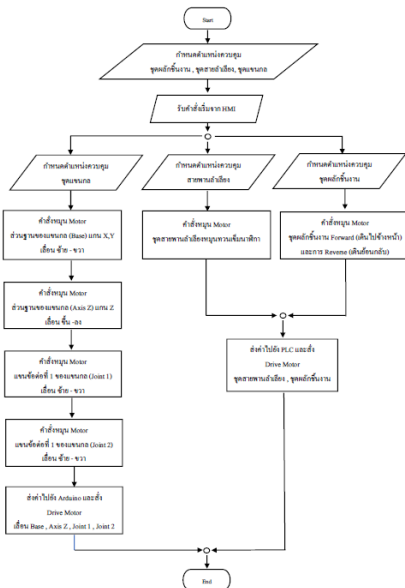 Start
กำหนดตำแหน่งควบคุม
ชุดผลักชิ้นงาน , ชุดสายลำเลียง, ชุดแขนกล
รับคำสั่งเริ่มจาก HMI
กำหนดตำแหน่งควบคุม
ชุดแขนกล
กำหนดตำแหน่งควบคุม
สายพานลำเลียง
กำหนดตำแหน่งควบคุม
ชุดผลักชิ้นงาน
คำสั่งหมุน Motor
ส่วนฐานของแขนกล (Base) แกน X,Y
เลื่อน ซ้าย - ขวา
คำสั่งหมุน Motor
ชุดสายพานลำเลียงหมุนทวนเข็มนาฬิกา
คำสั่งหมุน Motor
ชุดผลักชิ้นงาน Forward (เดินไปข้างหน้า)
และการ Reverse (เดินย้อนกลับ)
คำสั่งหมุน Motor
ส่วนฐานของแขนกล (Axis Z) แกน Z
เลื่อน ขึ้น -ลง
ส่งค่าไปยัง PLC และสั่ง
Drive Motor
ชุดสายพานลำเลียง , ชุดผลักชิ้นงาน
คำสั่งหมุน Motor
แขนข้อต่อที่ 1 ของแขนกล (Joint 1)
เลื่อน ซ้าย - ขวา
คำสั่งหมุน Motor
แขนข้อต่อที่ 1 ของแขนกล (Joint 2)
เลื่อน ซ้าย - ขวา
ส่งค่าไปยัง Arduino และสั่ง
Drive Motor
เลื่อน Base , Axis Z , Joint 1 , Joint 2
End